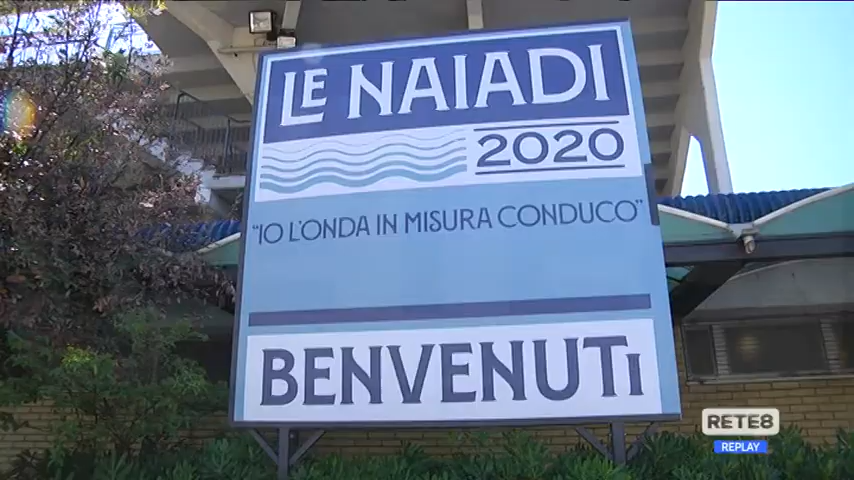 LE NAIADI
2020
"IO L'ONDA IN MISURA CONDUCO"
BENVENUTI
RETE8
REPLAY